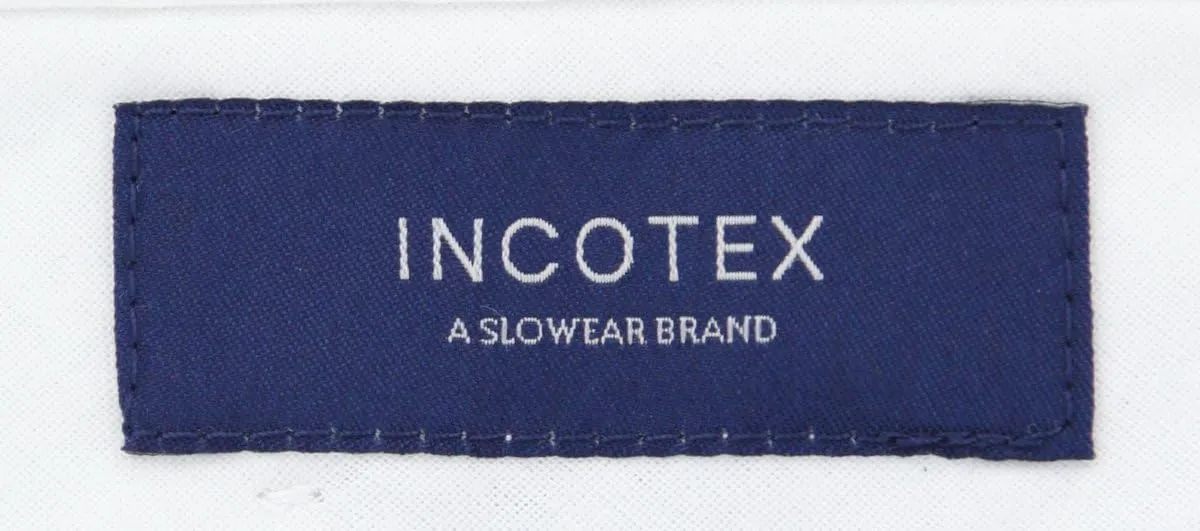 INCOTEX
A SLOWEAR BRAND